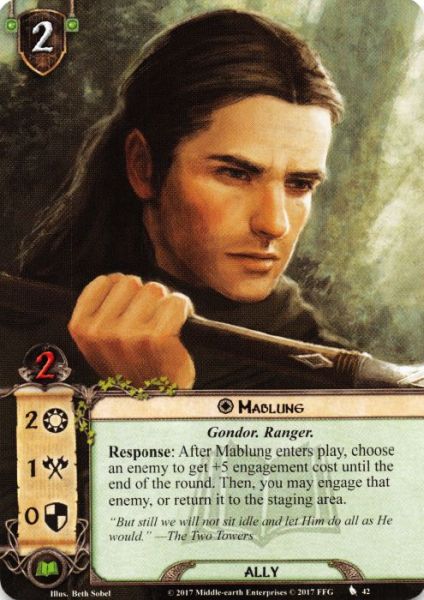 2
2
2
1
0
Mablung
Gondor. Ranger.
Response: After Mablung enters play, choose
an enemy to get +5 engagement cost until the
end of the round. Then, you may engage that
enemy, or return it to the staging area.
“But still we will not sit idle and let Him do all as He
would.” —The Two Towers
ALLY
Illus. Beth Sobel © 2017 Middle-earth Enterprises © 2017 FFG 42